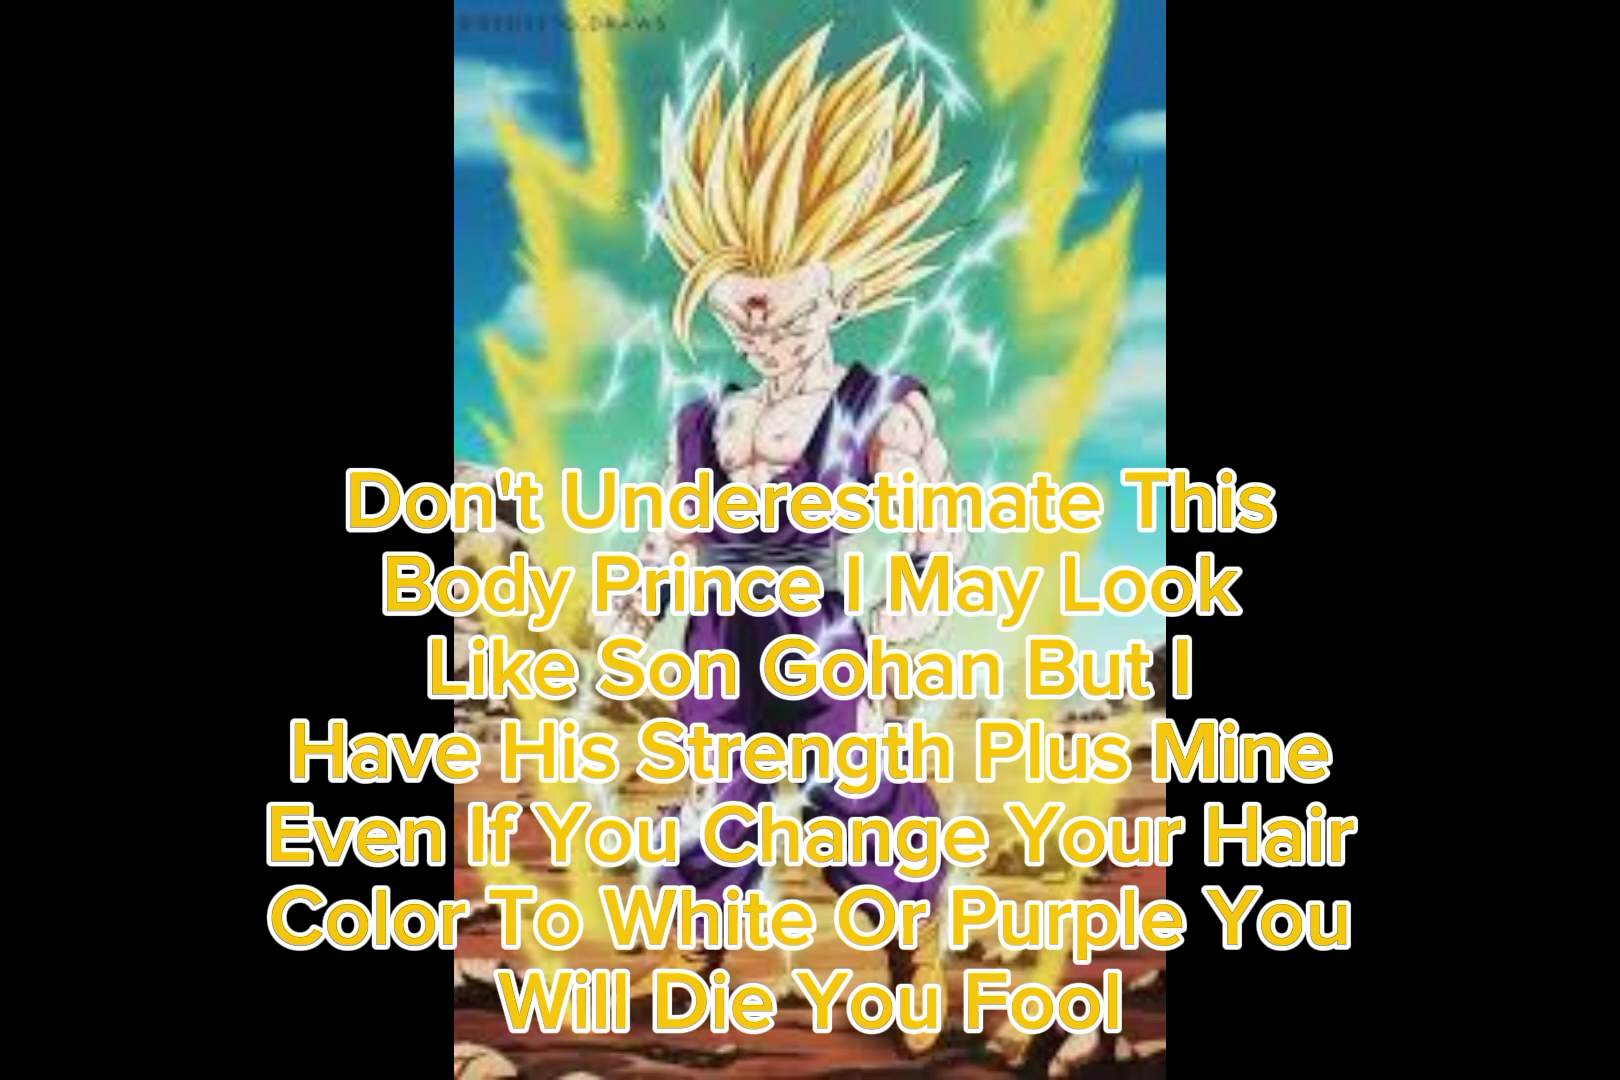 Don't Underestimate This
Body Prince I May Look
Like Son Gohan But I
Have His Strength Plus Mine
Even If You Change Your Hair
Color To White Or Purple You
Will Die You Fool